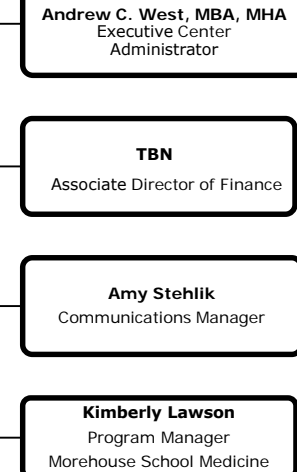 Andrew C. West, MBA, MHA
Executive Center
Administrator
TBN
Associate Director of Finance
Amy Stehlik
Communications Manager
Kimberly Lawson
Program Manager
Morehouse School Medicine